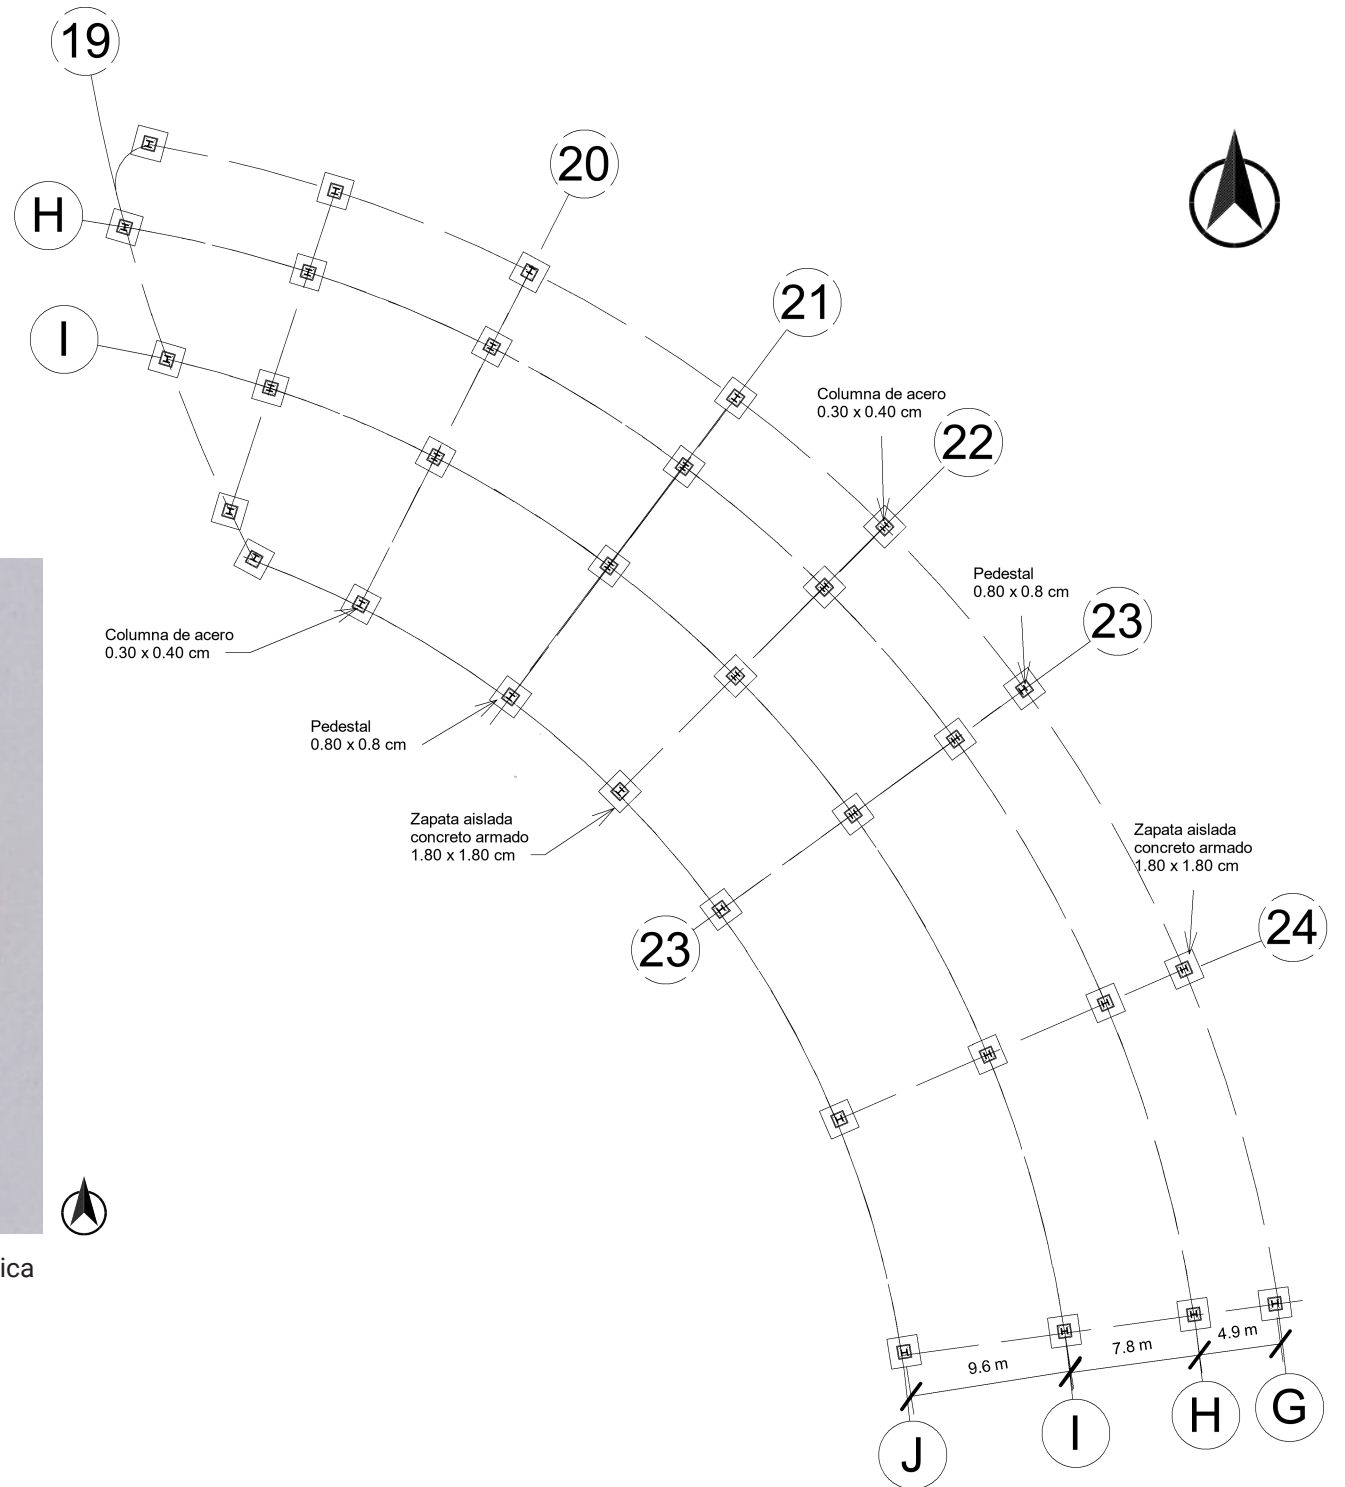 19
20
H
21
I
Columna de acero
0.30 x 0.40 cm
22
Pedestal
0.80 x 0.8 cm
23
Columna de acero
0.30 x 0.40 cm
Pedestal
0.80 x 0.8 cm
Zapata aislada
concreto armado
1.80 x 1.80 cm
Zapata aislada
concreto armado
1.80 x 1.80 cm
24
23
ica
4.9 m
7.8 m
9.6 m
J
I
H
G